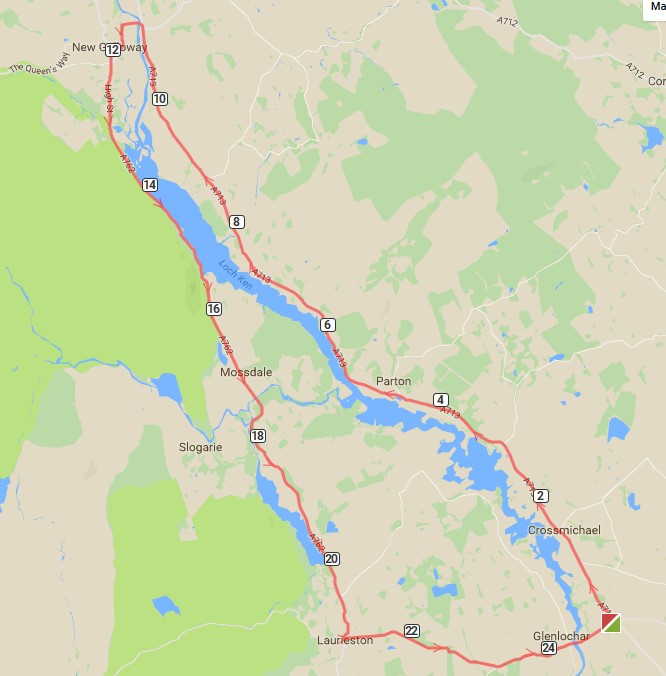 Ma
A712
A712
Cor
New Galloway
12
The Queen's Way
A713
High St
10
A762
14
A713
8
Loch Ken
A713
16
6
A762
A713
Mossdale
Parton
4
A713
18
Slogarie
2
Crossmichael
A762
20
Laurieston
22
Glenlochar
24